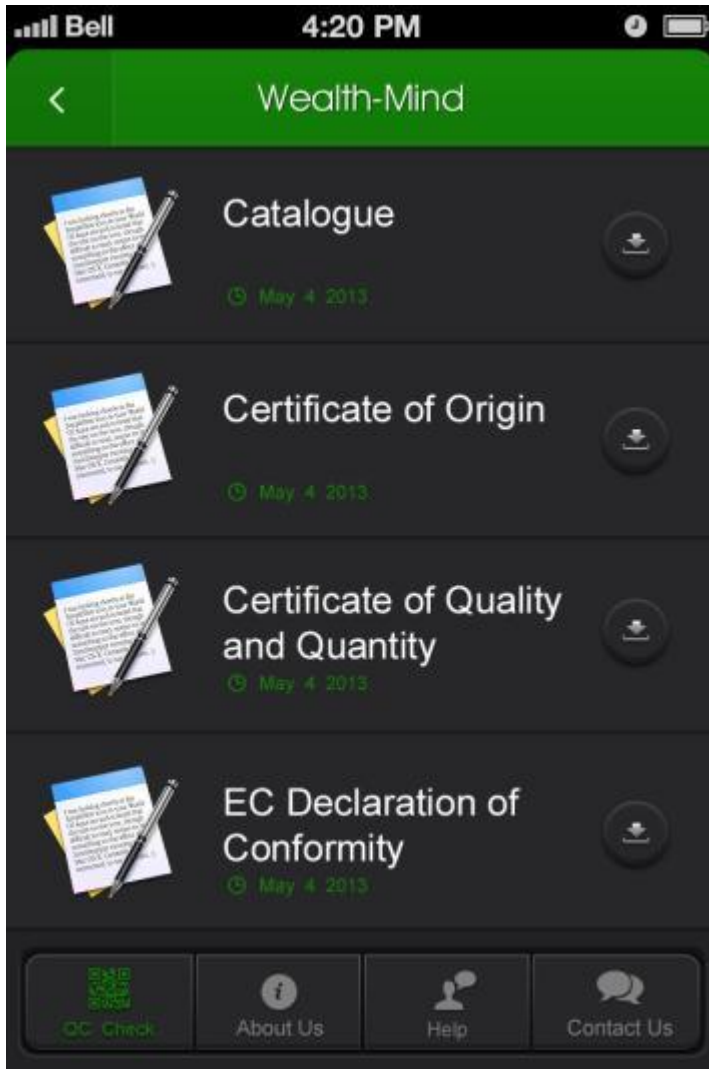 Bell 4:20 PM
Wealth-Mind
Catalogue
May 4 2013
Certificate of Origin
May 4 2013
Certificate of Quality
and Quantity
May 4 2013
EC Declaration of
Conformity
May 4 2013
QC Check
About Us
Help
Contact Us